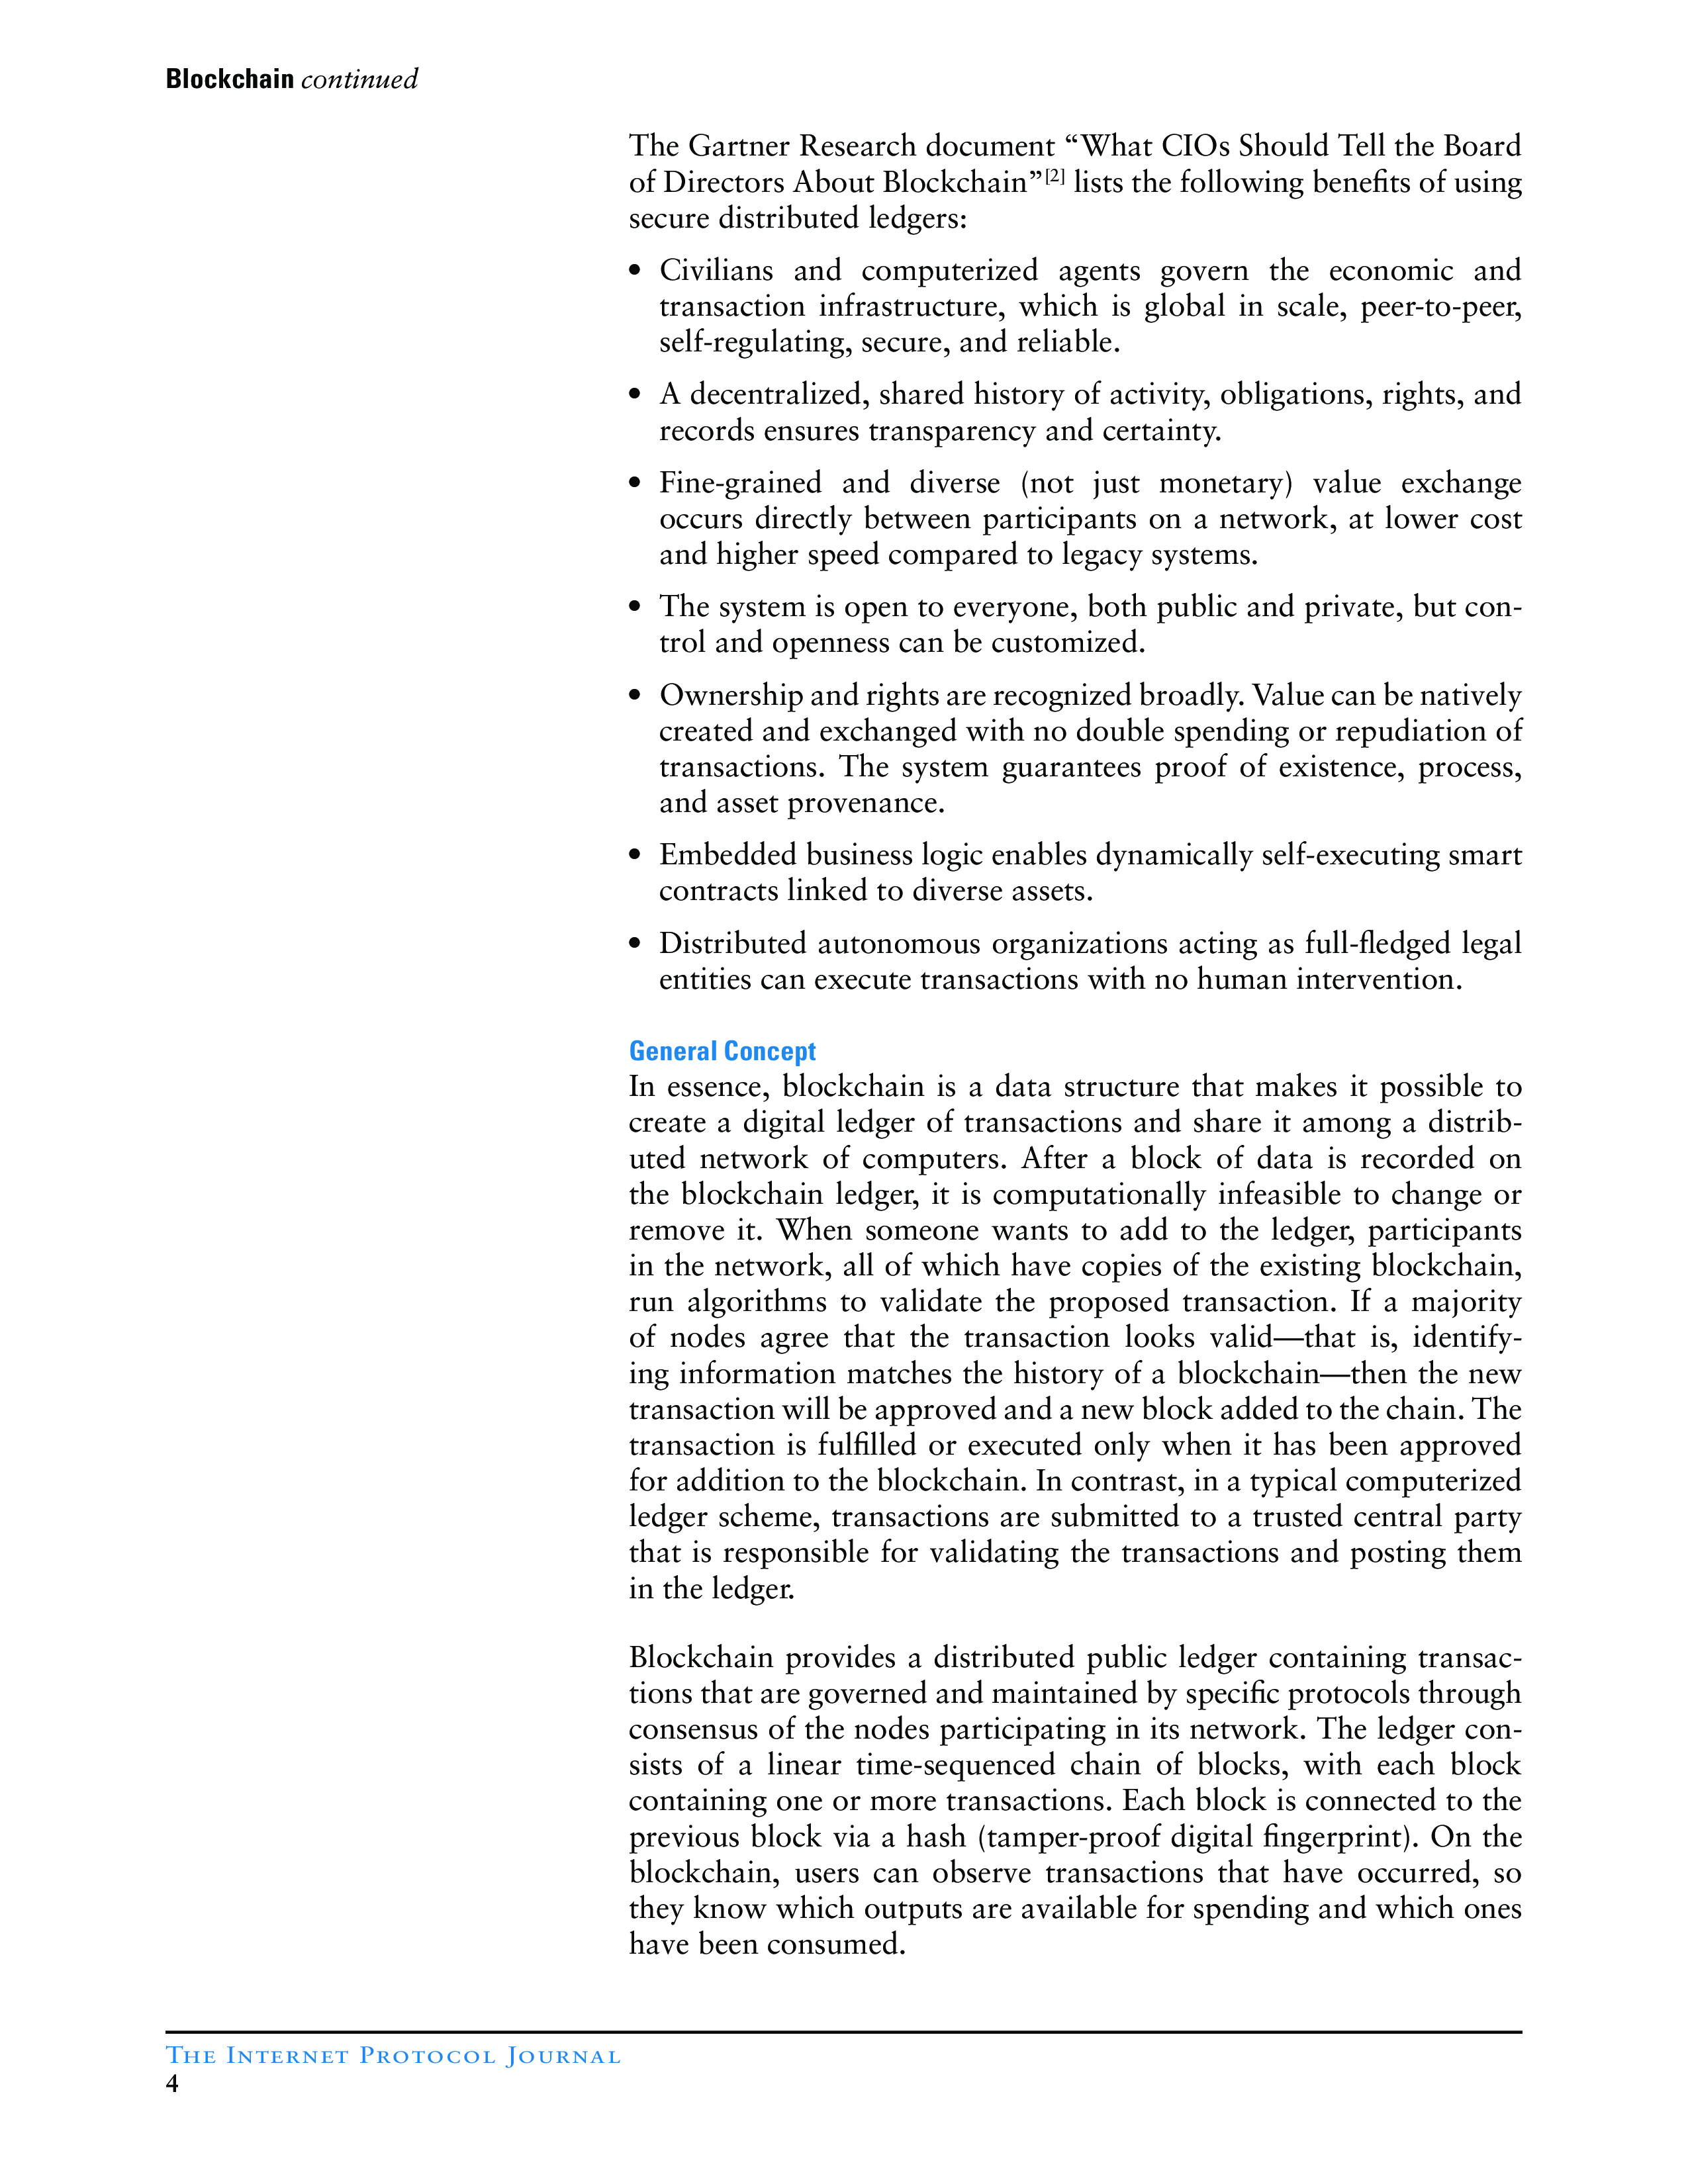 Blockchain continued
The Gartner Research document “What CIOs Should Tell the Board
of Directors About Blockchain”[2] lists the following benefits of using
secure distributed ledgers:
• Civilians and computerized agents govern the economic and
transaction infrastructure, which is global in scale, peer-to-peer,
self-regulating, secure, and reliable.
• A decentralized, shared history of activity, obligations, rights, and
records ensures transparency and certainty.
• Fine-grained and diverse (not just monetary) value exchange
occurs directly between participants on a network, at lower cost
and higher speed compared to legacy systems.
• The system is open to everyone, both public and private, but con-
trol and openness can be customized.
• Ownership and rights are recognized broadly. Value can be natively
created and exchanged with no double spending or repudiation of
transactions. The system guarantees proof of existence, process,
and asset provenance.
• Embedded business logic enables dynamically self-executing smart
contracts linked to diverse assets.
• Distributed autonomous organizations acting as full-fledged legal
entities can execute transactions with no human intervention.
General Concept
In essence, blockchain is a data structure that makes it possible to
create a digital ledger of transactions and share it among a distrib-
uted network of computers. After a block of data is recorded on
the blockchain ledger, it is computationally infeasible to change or
remove it. When someone wants to add to the ledger, participants
in the network, all of which have copies of the existing blockchain,
run algorithms to validate the proposed transaction. If a majority
of nodes agree that the transaction looks valid—that is, identify-
ing information matches the history of a blockchain—then the new
transaction will be approved and a new block added to the chain. The
transaction is fulfilled or executed only when it has been approved
for addition to the blockchain. In contrast, in a typical computerized
ledger scheme, transactions are submitted to a trusted central party
that is responsible for validating the transactions and posting them
in the ledger.
Blockchain provides a distributed public ledger containing transac-
tions that are governed and maintained by specific protocols through
consensus of the nodes participating in its network. The ledger con-
sists of a linear time-sequenced chain of blocks, with each block
containing one or more transactions. Each block is connected to the
previous block via a hash (tamper-proof digital fingerprint). On the
blockchain, users can observe transactions that have occurred, so
they know which outputs are available for spending and which ones
have been consumed.
The Internet Protocol Journal
4